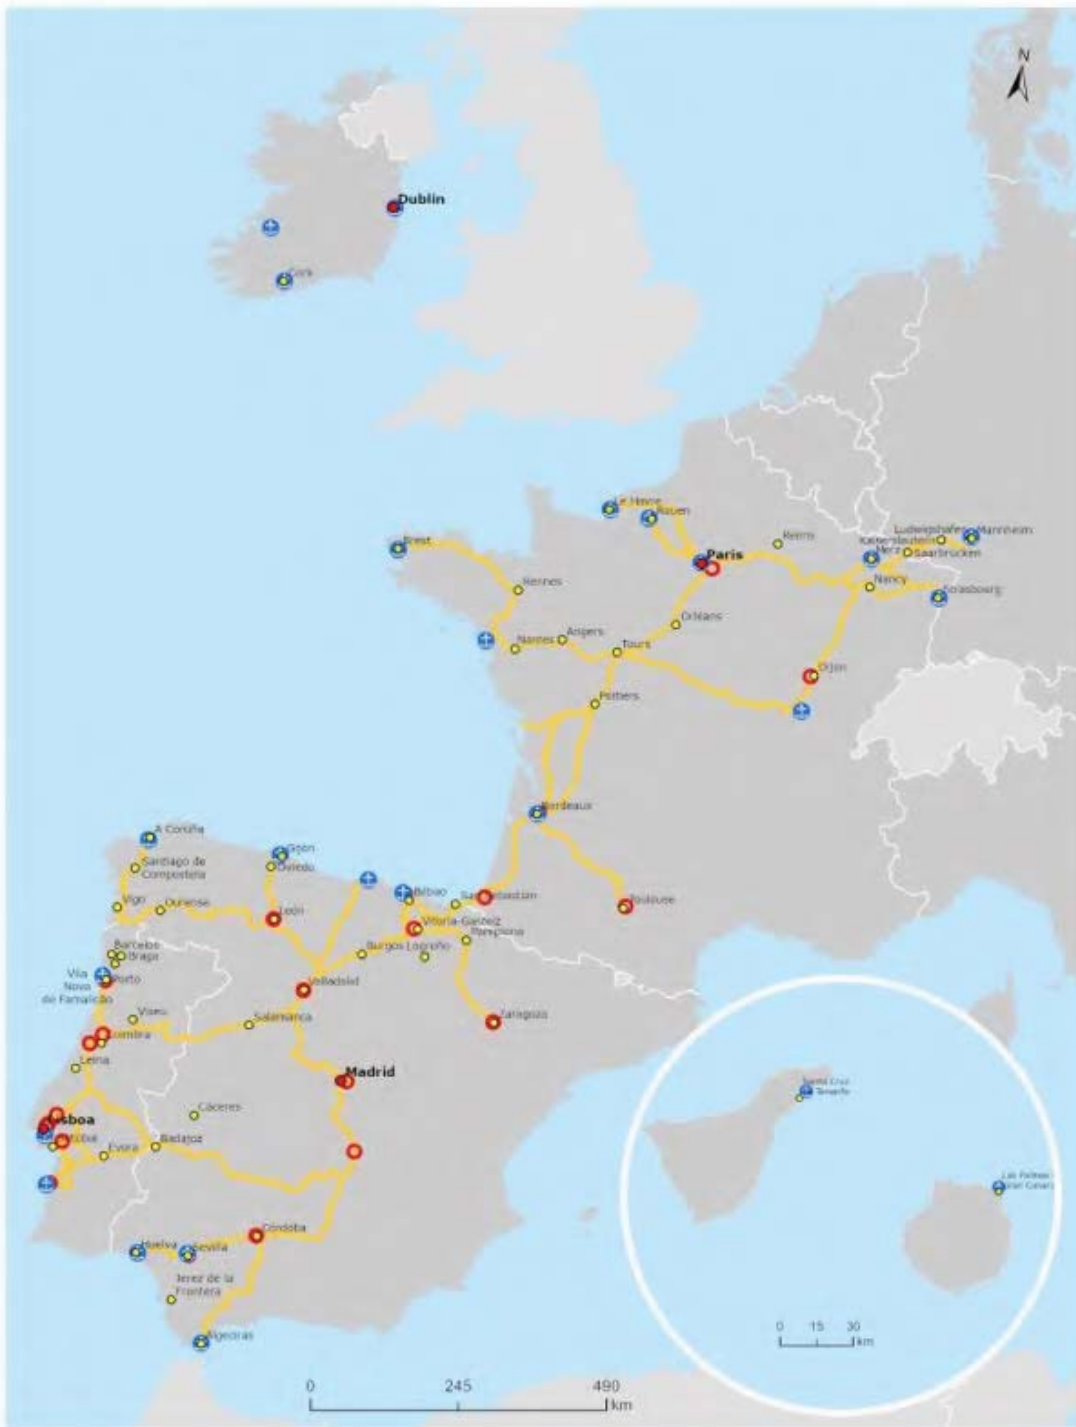 N
Dublin
Cork
Le Havre
Rouen
Brest
Paris
Reims
Ludwigshafen
Mannheim
Kaiserslautern
Metz
Saarbrücken
Rennes
Nancy
Strasbourg
Orléans
Nantes
Angers
Tours
Dijon
Poitiers
Bordeaux
A Coruña
Gijón
Oviedo
Santiago de
Compostela
Bilbao
San Sebastián
Toulouse
Vigo
Ourense
León
Vitoria-Gasteiz
Pamplona
Barcelos
Braga
Burgos
Logroño
Vila
Nova
de Famalicão
Porto
Valladolid
Viseu
Salamanca
Zaragoza
Coimbra
Leiria
Madrid
Cáceres
Lisboa
Évora
Badajoz
Santa Cruz
Tenerife
Las Palmas
Gran Canaria
Córdoba
Huelva
Sevilla
Jerez de la
Frontera
Algeciras
0 15 30
km
0 245 490
km